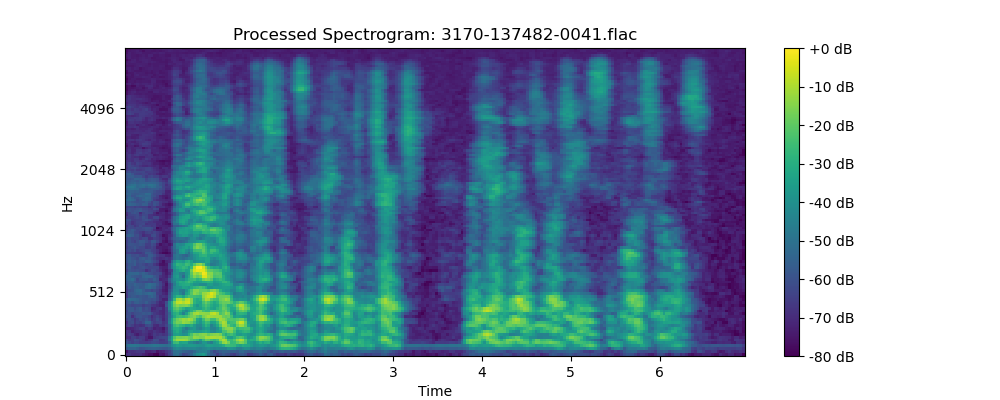 Processed Spectrogram: 3170-137482-0041.flac
Hz
4096
2048
1024
512
0
0 1 2 3 4 5 6
Time
+0 dB
-10 dB
-20 dB
-30 dB
-40 dB
-50 dB
-60 dB
-70 dB
-80 dB